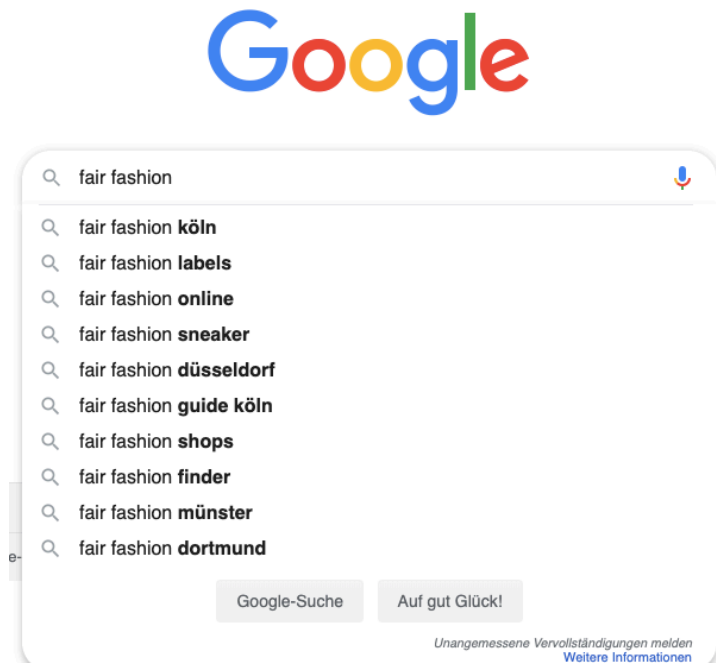 Google
fair fashion
fair fashion köln
fair fashion labels
fair fashion online
fair fashion sneaker
fair fashion düsseldorf
fair fashion guide köln
fair fashion shops
fair fashion finder
fair fashion münster
fair fashion dortmund
e-
Google-Suche Auf gut Glück!
Unangemessene Vervollständigungen melden
Weitere Informationen